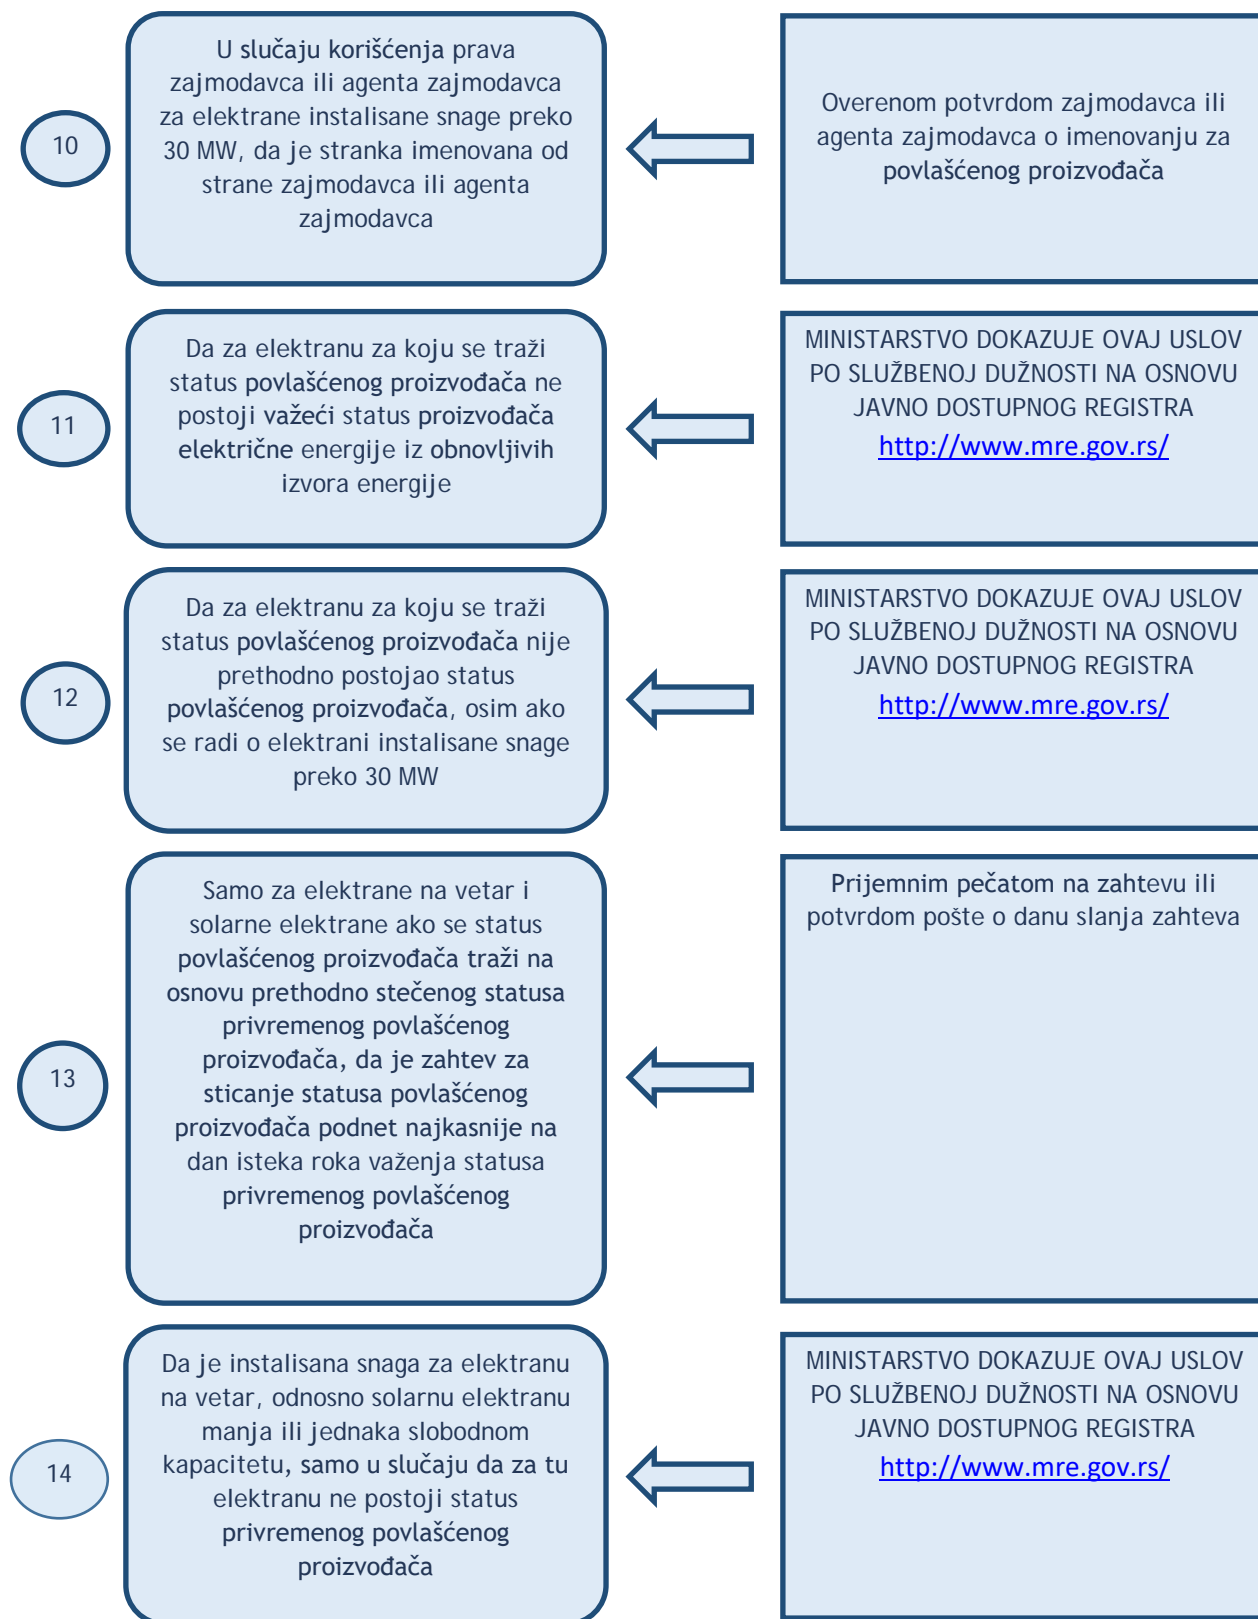 10
U slučaju korišćenja prava
zajmodavca ili agenta zajmodavca
za elektrane instalisane snage preko
30 MW, da je stranka imenovana od
strane zajmodavca ili agenta
zajmodavca
Overenom potvrdom zajmodavca ili
agenta zajmodavca o imenovanju za
povlašćenog proizvođača
11
Da za elektranu za koju se traži
status povlašćenog proizvođača ne
postoji važeći status proizvođača
električne energije iz obnovljivih
izvora energije
MINISTARSTVO DOKAZUJE OVAJ USLOV
PO SLUŽBENOJ DUŽNOSTI NA OSNOVU
JAVNO DOSTUPNOG REGISTRA
http://www.mre.gov.rs/
12
Da za elektranu za koju se traži
status povlašćenog proizvođača nije
prethodno postojao status
povlašćenog proizvođača, osim ako
se radi o elektrani instalisane snage
preko 30 MW
MINISTARSTVO DOKAZUJE OVAJ USLOV
PO SLUŽBENOJ DUŽNOSTI NA OSNOVU
JAVNO DOSTUPNOG REGISTRA
http://www.mre.gov.rs/
13
Samo za elektrane na vetar i
solarne elektrane ako se status
povlašćenog proizvođača traži na
osnovu prethodno stečenog statusa
privremenog povlašćenog
proizvođača, da je zahtev za
sticanje statusa povlašćenog
proizvođača podnet najkasnije na
dan isteka roka važenja statusa
privremenog povlašćenog
proizvođača
Prijemnim pečatom na zahtevu ili
potvrdom pošte o danu slanja zahteva
14
Da je instalisana snaga za elektranu
na vetar, odnosno solarnu elektranu
manja ili jednaka slobodnom
kapacitetu, samo u slučaju da za tu
elektranu ne postoji status
privremenog povlašćenog
proizvođača
MINISTARSTVO DOKAZUJE OVAJ USLOV
PO SLUŽBENOJ DUŽNOSTI NA OSNOVU
JAVNO DOSTUPNOG REGISTRA
http://www.mre.gov.rs/